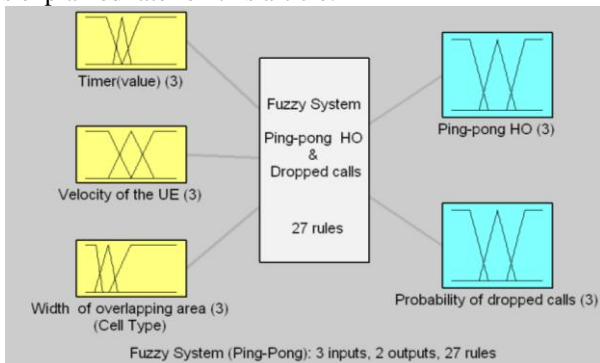 Timer(value) (3)
Velocity of the UE (3)
Width of overlapping area (3)
(Cell Type)
Fuzzy System
Ping-pong HO
&
Dropped calls
27 rules
Ping-pong HO (3)
Probability of dropped calls (3)
Fuzzy System (Ping-Pong): 3 inputs, 2 outputs, 27 rules